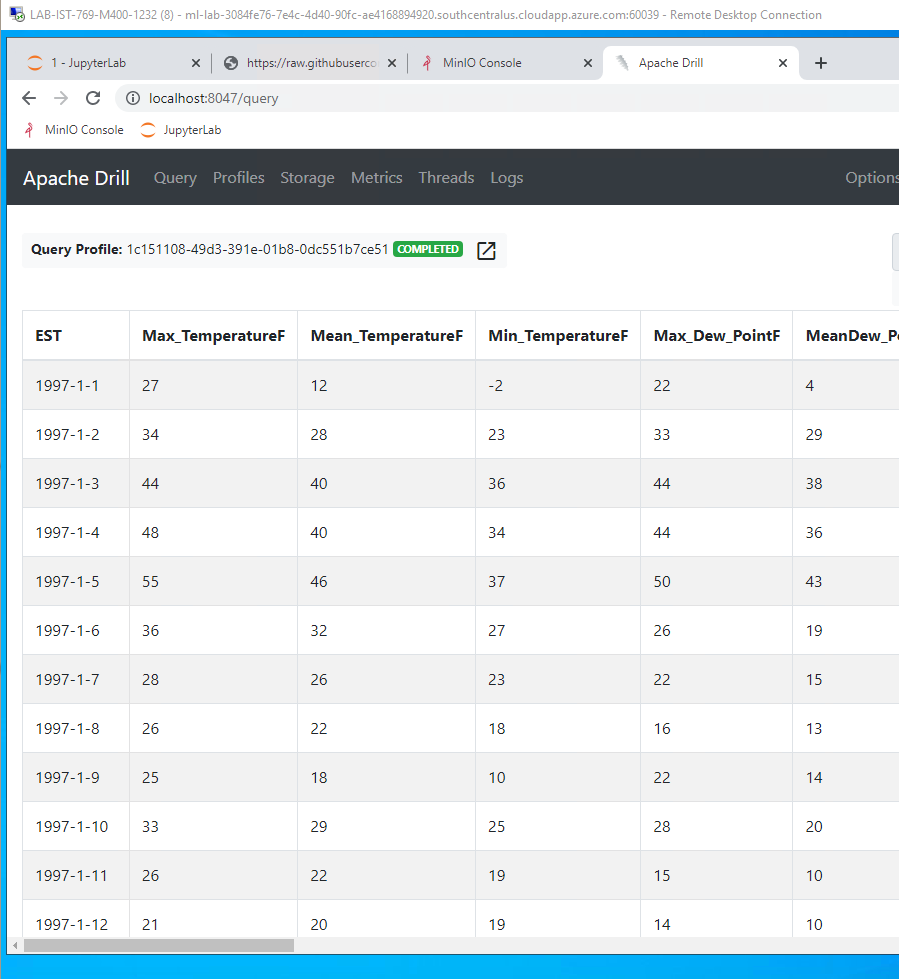 LAB-IST-769-M400-1232 (8) - ml-lab-3084fe76-7e4c-4d40-90fc-ae4168894920.southcentralus.cloudapp.azure.com:60039 - Remote Desktop Connection
1 - JupyterLab https://raw.githubuserco MinIO Console Apache Drill
localhost:8047/query
MinIO Console JupyterLab
Apache Drill Query Profiles Storage Metrics Threads Logs Options
Query Profile: 1c151108-49d3-391e-01b8-0dc551b7ce51 COMPLETED
EST Max_TemperatureF Mean_TemperatureF Min_TemperatureF Max_Dew_PointF MeanDew_Po
1997-1-1 27 12 -2 22 4
1997-1-2 34 28 23 33 29
1997-1-3 44 40 36 44 38
1997-1-4 48 40 34 44 36
1997-1-5 55 46 37 50 43
1997-1-6 36 32 27 26 19
1997-1-7 28 26 23 22 15
1997-1-8 26 22 18 16 13
1997-1-9 25 18 10 22 14
1997-1-10 33 29 25 28 20
1997-1-11 26 22 19 15 10
1997-1-12 21 20 19 14 10